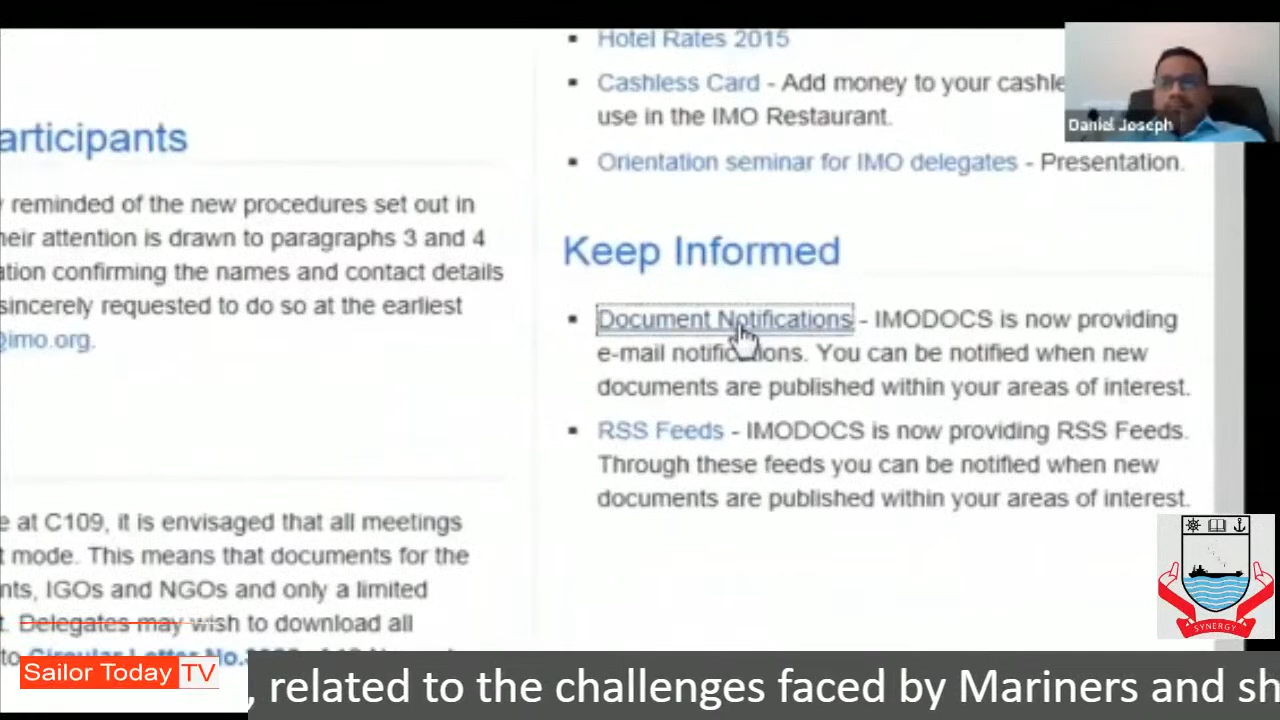 articipants
reminded of the new procedures set out in
heir attention is drawn to paragraphs 3 and 4
ation confirming the names and contact details
sincerely requested to do so at the earliest
@imo.org.
e at C109, it is envisaged that all meetings
t mode. This means that documents for the
nts, IGOs and NGOs and only a limited
t. Delegates may wish to download all
to Circular Letter No.
Hotel Rates 2015
Cashless Card - Add money to your cashle
use in the IMO Restaurant.
Orientation seminar for IMO delegates - Presentation.
Keep Informed
Document Notifications - IMODOCS is now providing
e-mail notifications. You can be notified when new
documents are published within your areas of interest.
RSS Feeds - IMODOCS is now providing RSS Feeds.
Through these feeds you can be notified when new
documents are published within your areas of interest.
Daniel Joseph
SYNERGY
Sailor Today TV
, related to the challenges faced by Mariners and sh